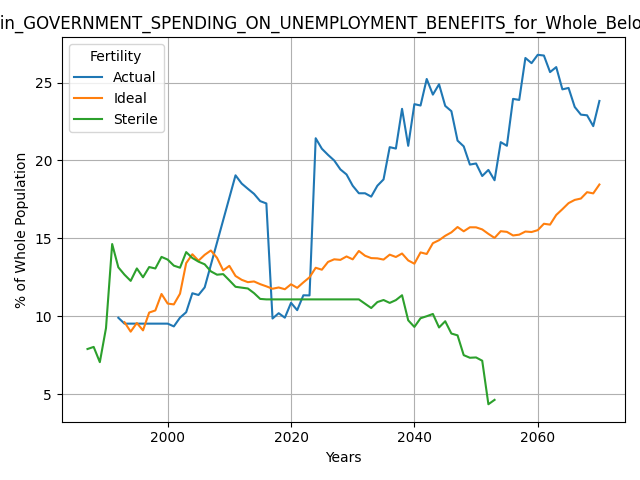 in_GOVERNMENT_SPENDING_ON_UNEMPLOYMENT_BENEFITS_for_Whole_Belo
Fertility
Actual
Ideal
Sterile
% of Whole Population
25
20
15
10
5
2000
2020
2040
2060
Years